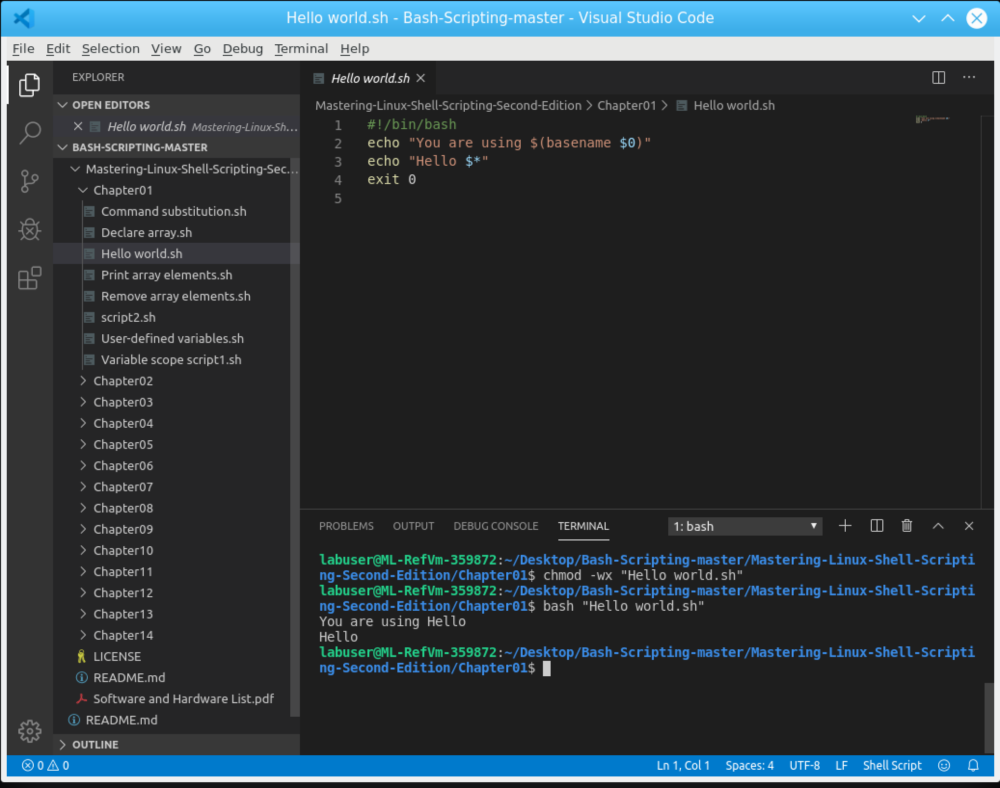 Hello world.sh - Bash-Scripting-master - Visual Studio Code
File Edit Selection View Go Debug Terminal Help
EXPLORER
OPEN EDITORS
Hello world.sh Mastering-Linux-Sh...
BASH-SCRIPTING-MASTER
Mastering-Linux-Shell-Scripting-Sec...
Chapter01
Command substitution.sh
Declare array.sh
Hello world.sh
Print array elements.sh
Remove array elements.sh
script2.sh
User-defined variables.sh
Variable scope script1.sh
Chapter02
Chapter03
Chapter04
Chapter05
Chapter06
Chapter07
Chapter08
Chapter09
Chapter10
Chapter11
Chapter12
Chapter13
Chapter14
LICENSE
README.md
Software and Hardware List.pdf
README.md
OUTLINE
Hello world.sh
Mastering-Linux-Shell-Scripting-Second-Edition > Chapter01 > Hello world.sh
1 #!/bin/bash
2 echo "You are using $(basename $0)"
3 echo "Hello $*"
4 exit 0
5
PROBLEMS OUTPUT DEBUG CONSOLE TERMINAL 1: bash
labuser@ML-RefVm-359872:~/Desktop/Bash-Scripting-master/Mastering-Linux-Shell-Scripti
ng-Second-Edition/Chapter01$ chmod -wx "Hello world.sh"
labuser@ML-RefVm-359872:~/Desktop/Bash-Scripting-master/Mastering-Linux-Shell-Scripti
ng-Second-Edition/Chapter01$ bash "Hello world.sh"
You are using Hello
Hello
labuser@ML-RefVm-359872:~/Desktop/Bash-Scripting-master/Mastering-Linux-Shell-Scripti
ng-Second-Edition/Chapter01$
0 0 Ln 1, Col 1 Spaces: 4 UTF-8 LF Shell Script